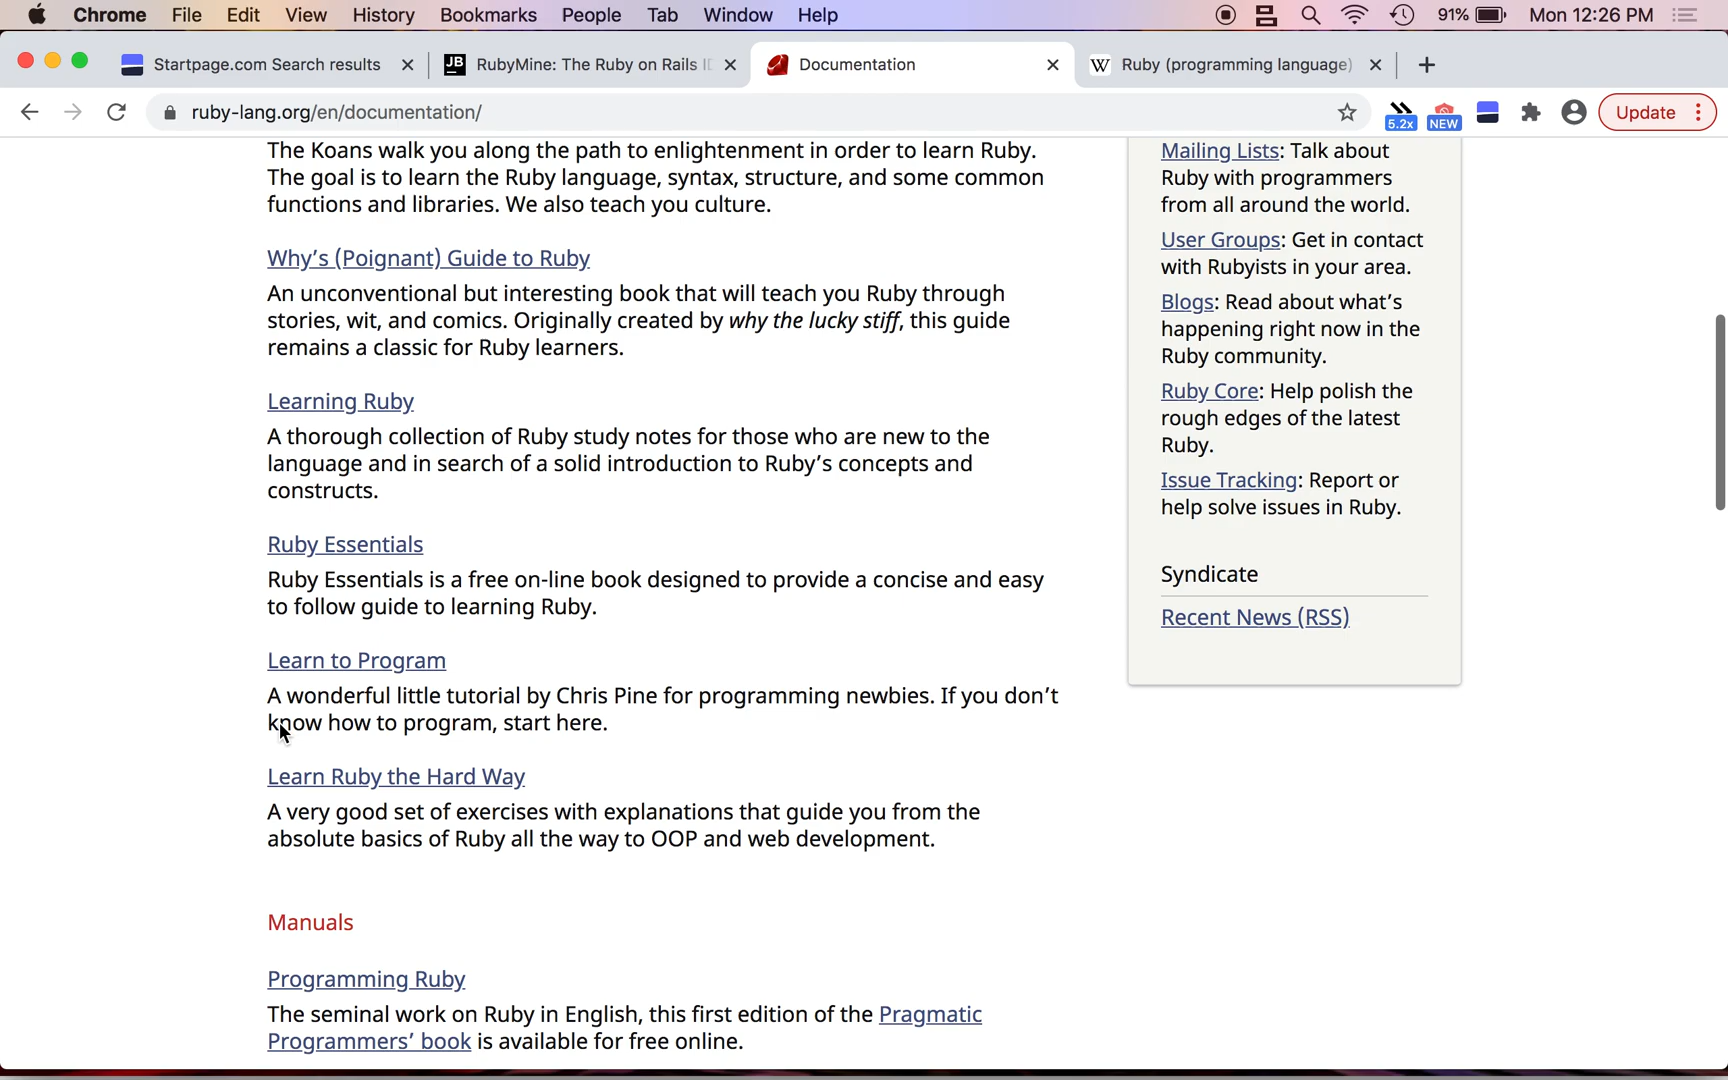 Chrome File Edit View History Bookmarks People Tab Window Help 91% Mon 12:26 PM
Startpage.com Search results JB RubyMine: The Ruby on Rails Documentation W Ruby (programming language)
ruby-lang.org/en/documentation/ 5.2x NEW Update
The Koans walk you along the path to enlightenment in order to learn Ruby.
The goal is to learn the Ruby language, syntax, structure, and some common
functions and libraries. We also teach you culture.
Why’s (Poignant) Guide to Ruby
An unconventional but interesting book that will teach you Ruby through
stories, wit, and comics. Originally created by why the lucky stiff, this guide
remains a classic for Ruby learners.
Learning Ruby
A thorough collection of Ruby study notes for those who are new to the
language and in search of a solid introduction to Ruby’s concepts and
constructs.
Ruby Essentials
Ruby Essentials is a free on-line book designed to provide a concise and easy
to follow guide to learning Ruby.
Learn to Program
A wonderful little tutorial by Chris Pine for programming newbies. If you don’t
know how to program, start here.
Learn Ruby the Hard Way
A very good set of exercises with explanations that guide you from the
absolute basics of Ruby all the way to OOP and web development.
Manuals
Programming Ruby
The seminal work on Ruby in English, this first edition of the Pragmatic
Programmers’ book is available for free online.
Mailing Lists: Talk about
Ruby with programmers
from all around the world.
User Groups: Get in contact
with Rubyists in your area.
Blogs: Read about what’s
happening right now in the
Ruby community.
Ruby Core: Help polish the
rough edges of the latest
Ruby.
Issue Tracking: Report or
help solve issues in Ruby.
Syndicate
Recent News (RSS)